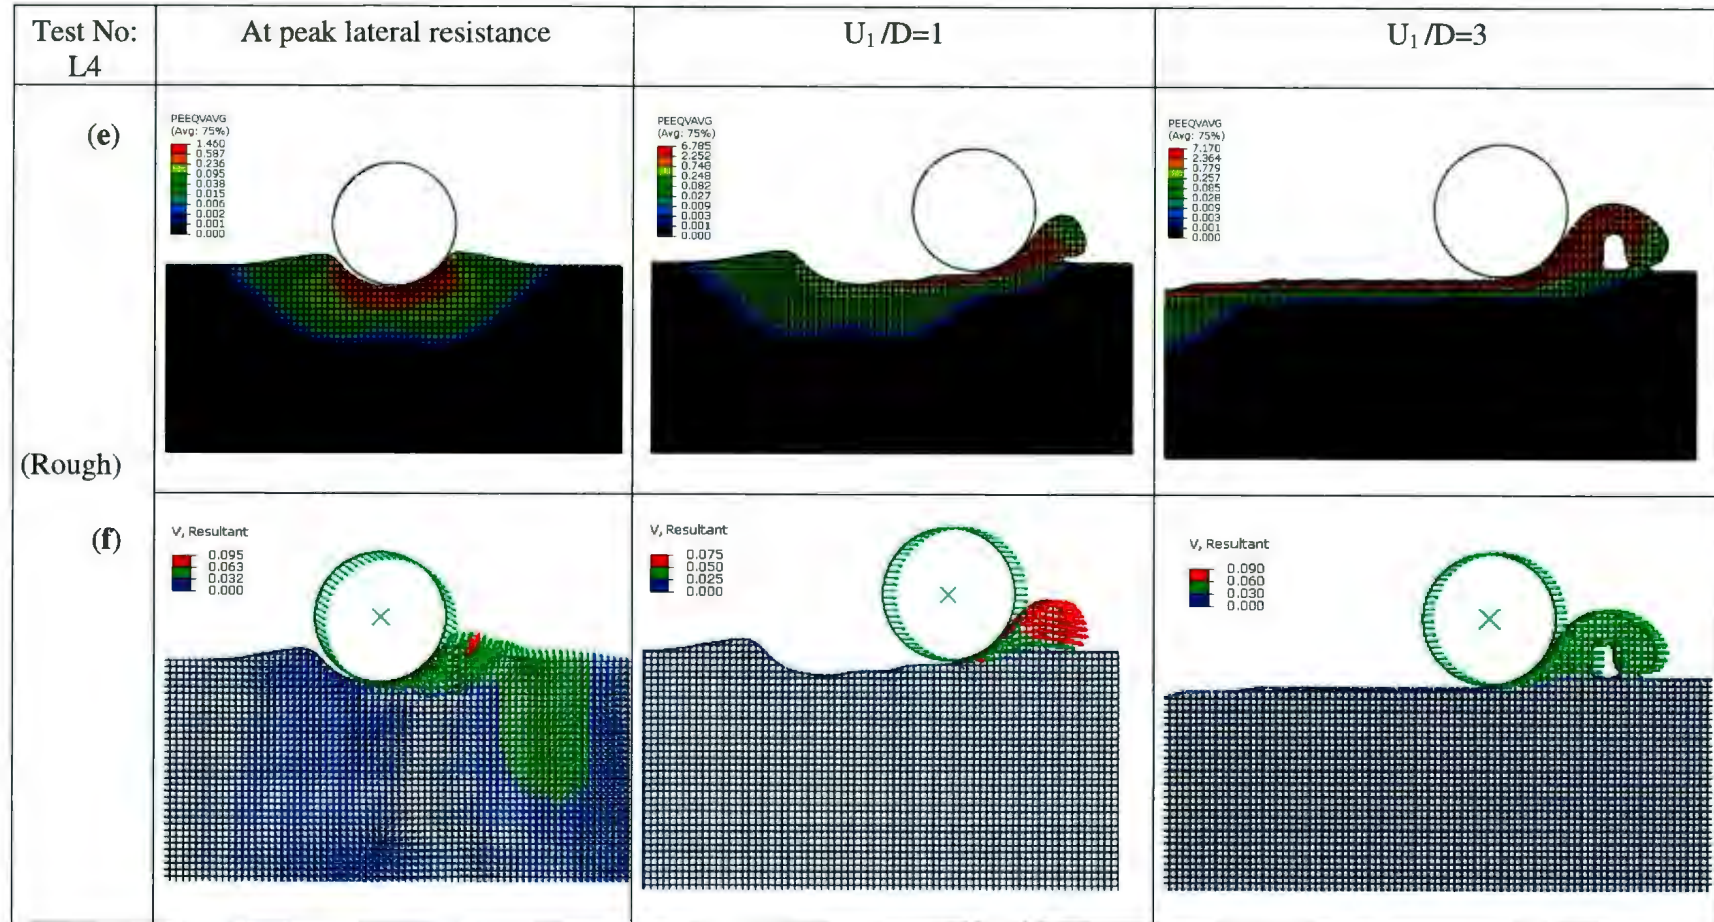 Test No:
L4
At peak lateral resistance
U₁/D=1
U₁/D=3
(e)
PEEQVAVG
(Avg: 75%)
1.460
0.587
0.236
0.095
0.038
0.015
0.006
0.002
0.001
0.000
PEEQVAVG
(Avg: 75%)
6.785
2.252
0.748
0.248
0.082
0.027
0.009
0.003
0.001
0.000
PEEQVAVG
(Avg: 75%)
7.170
2.364
0.779
0.257
0.085
0.028
0.009
0.003
0.001
0.000
(Rough)
(f)
V, Resultant
0.095
0.063
0.032
0.000
V, Resultant
0.075
0.050
0.025
0.000
V, Resultant
0.090
0.060
0.030
0.000